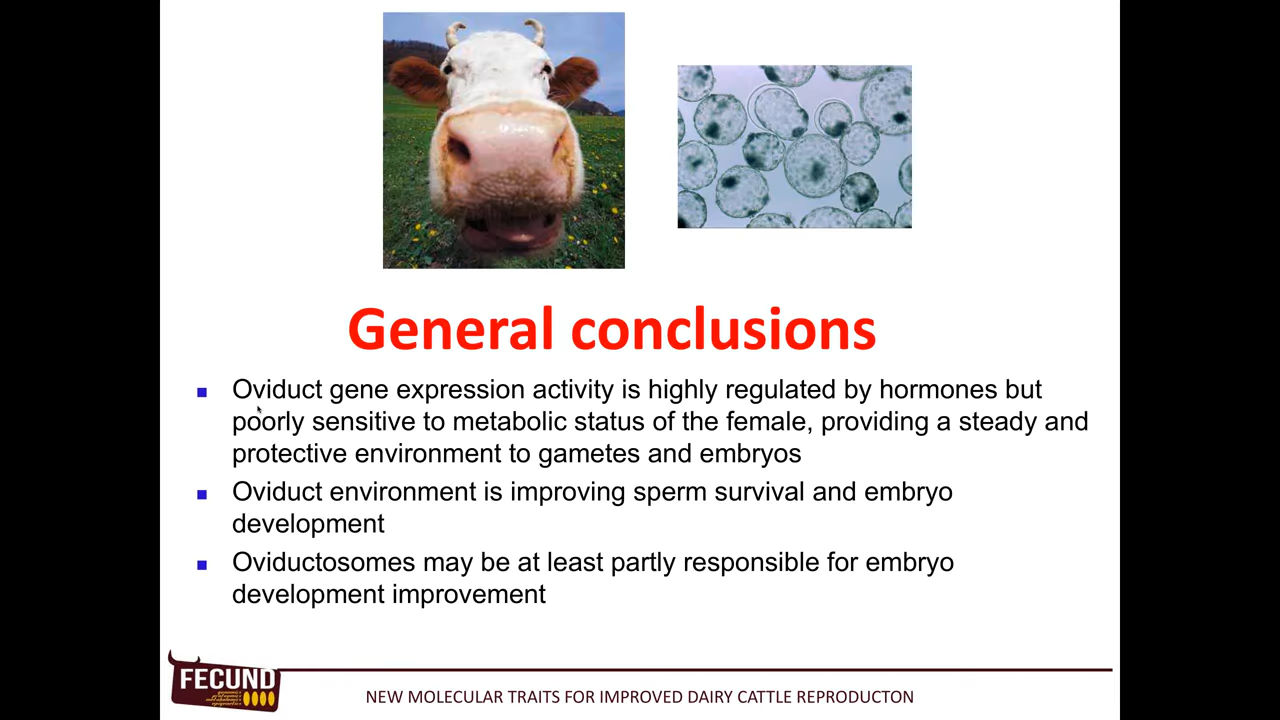 General conclusions
Oviduct gene expression activity is highly regulated by hormones but
poorly sensitive to metabolic status of the female, providing a steady and
protective environment to gametes and embryos
Oviduct environment is improving sperm survival and embryo
development
Oviductosomes may be at least partly responsible for embryo
development improvement
FECUND
NEW MOLECULAR TRAITS FOR IMPROVED DAIRY CATTLE REPRODUCTON